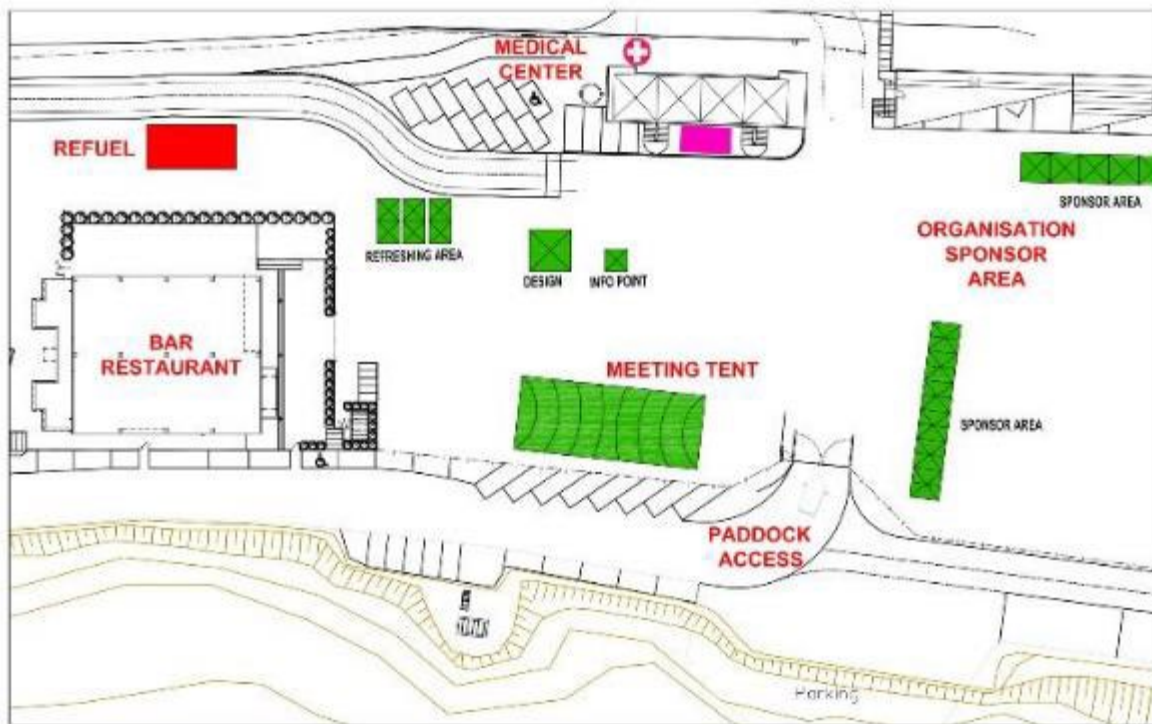 MEDICAL
CENTER
REFUEL
SPONSOR AREA
ORGANISATION
SPONSOR
AREA
REFRESHING AREA
DESIGN
INFO POINT
BAR
RESTAURANT
MEETING TENT
SPONSOR AREA
PADDOCK
ACCESS
Parking